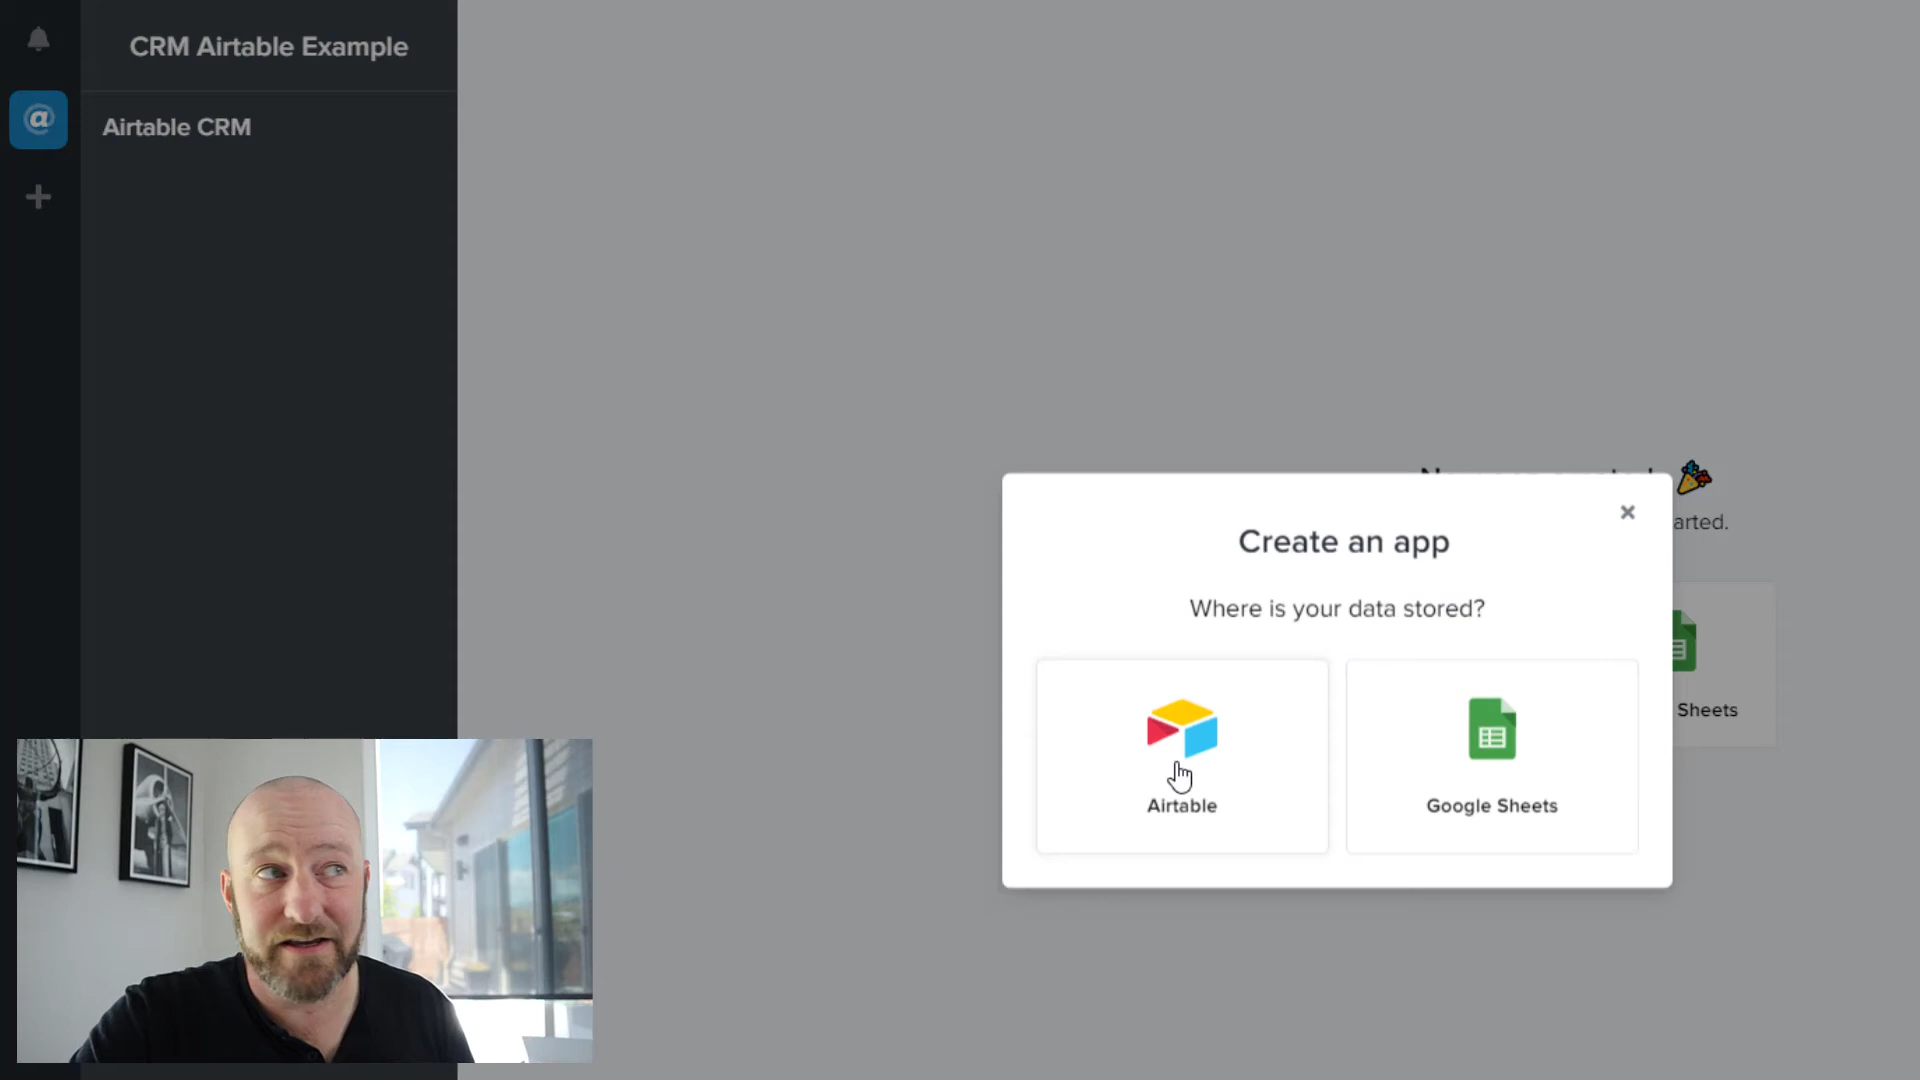 CRM Airtable Example
@
Airtable CRM
arted.
Create an app
Where is your data stored?
Airtable
Google Sheets
Sheets